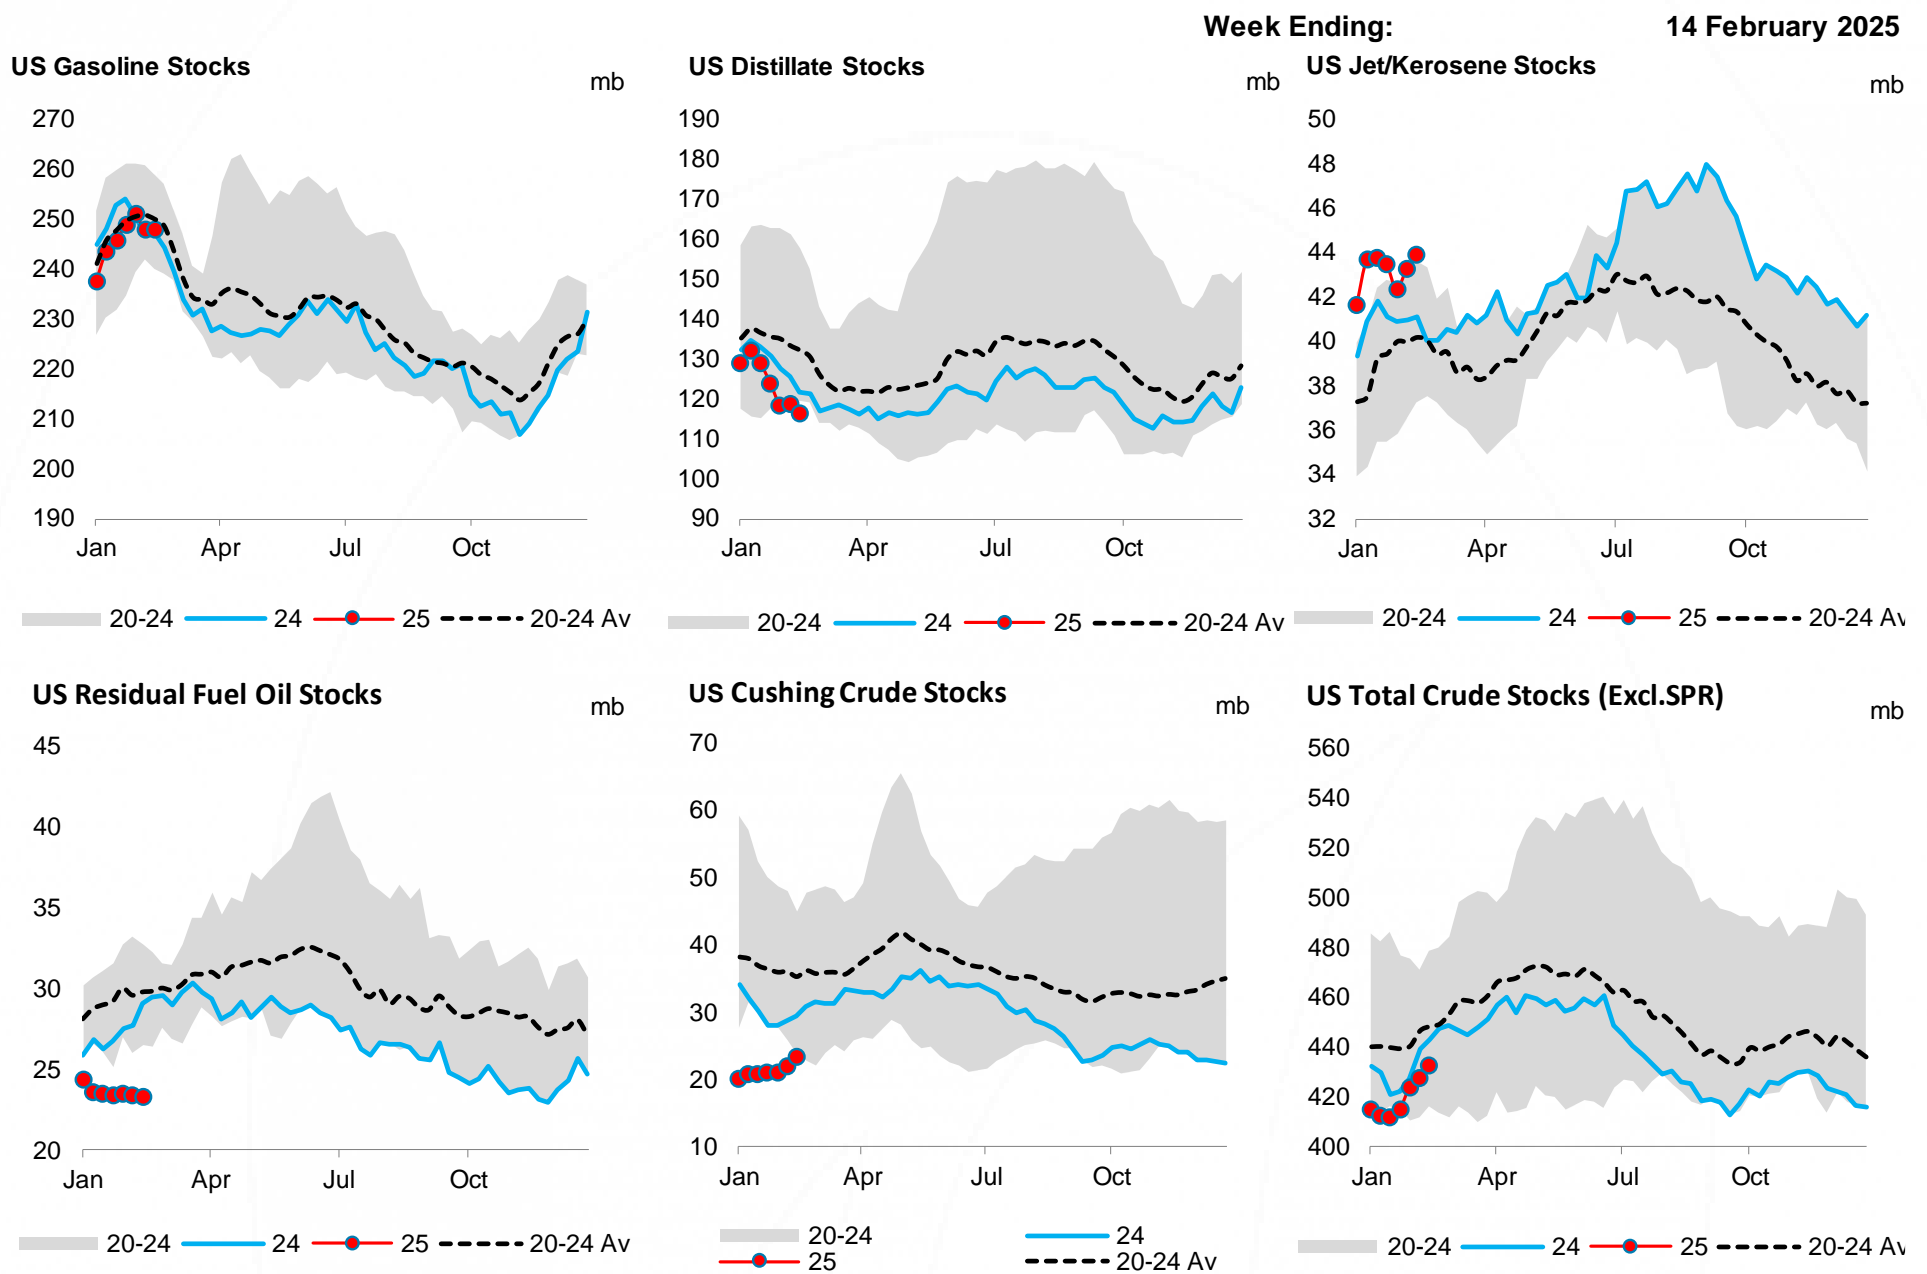 Week Ending: 14 February 2025
US Gasoline Stocks
mb
270
260
250
240
230
220
210
200
190
Jan Apr Jul Oct
20-24 24 25 20-24 Av
US Distillate Stocks
mb
190
180
170
160
150
140
130
120
110
100
90
Jan Apr Jul Oct
20-24 24 25 20-24 Av
US Jet/Kerosene Stocks
mb
50
48
46
44
42
40
38
36
34
32
Jan Apr Jul Oct
20-24 24 25 20-24 Av
US Residual Fuel Oil Stocks
mb
45
40
35
30
25
20
Jan Apr Jul Oct
20-24 24 25 20-24 Av
US Cushing Crude Stocks
mb
70
60
50
40
30
20
10
Jan Apr Jul Oct
20-24 24
25 20-24 Av
US Total Crude Stocks (Excl.SPR)
mb
560
540
520
500
480
460
440
420
400
Jan Apr Jul Oct
20-24 24 25 20-24 Av